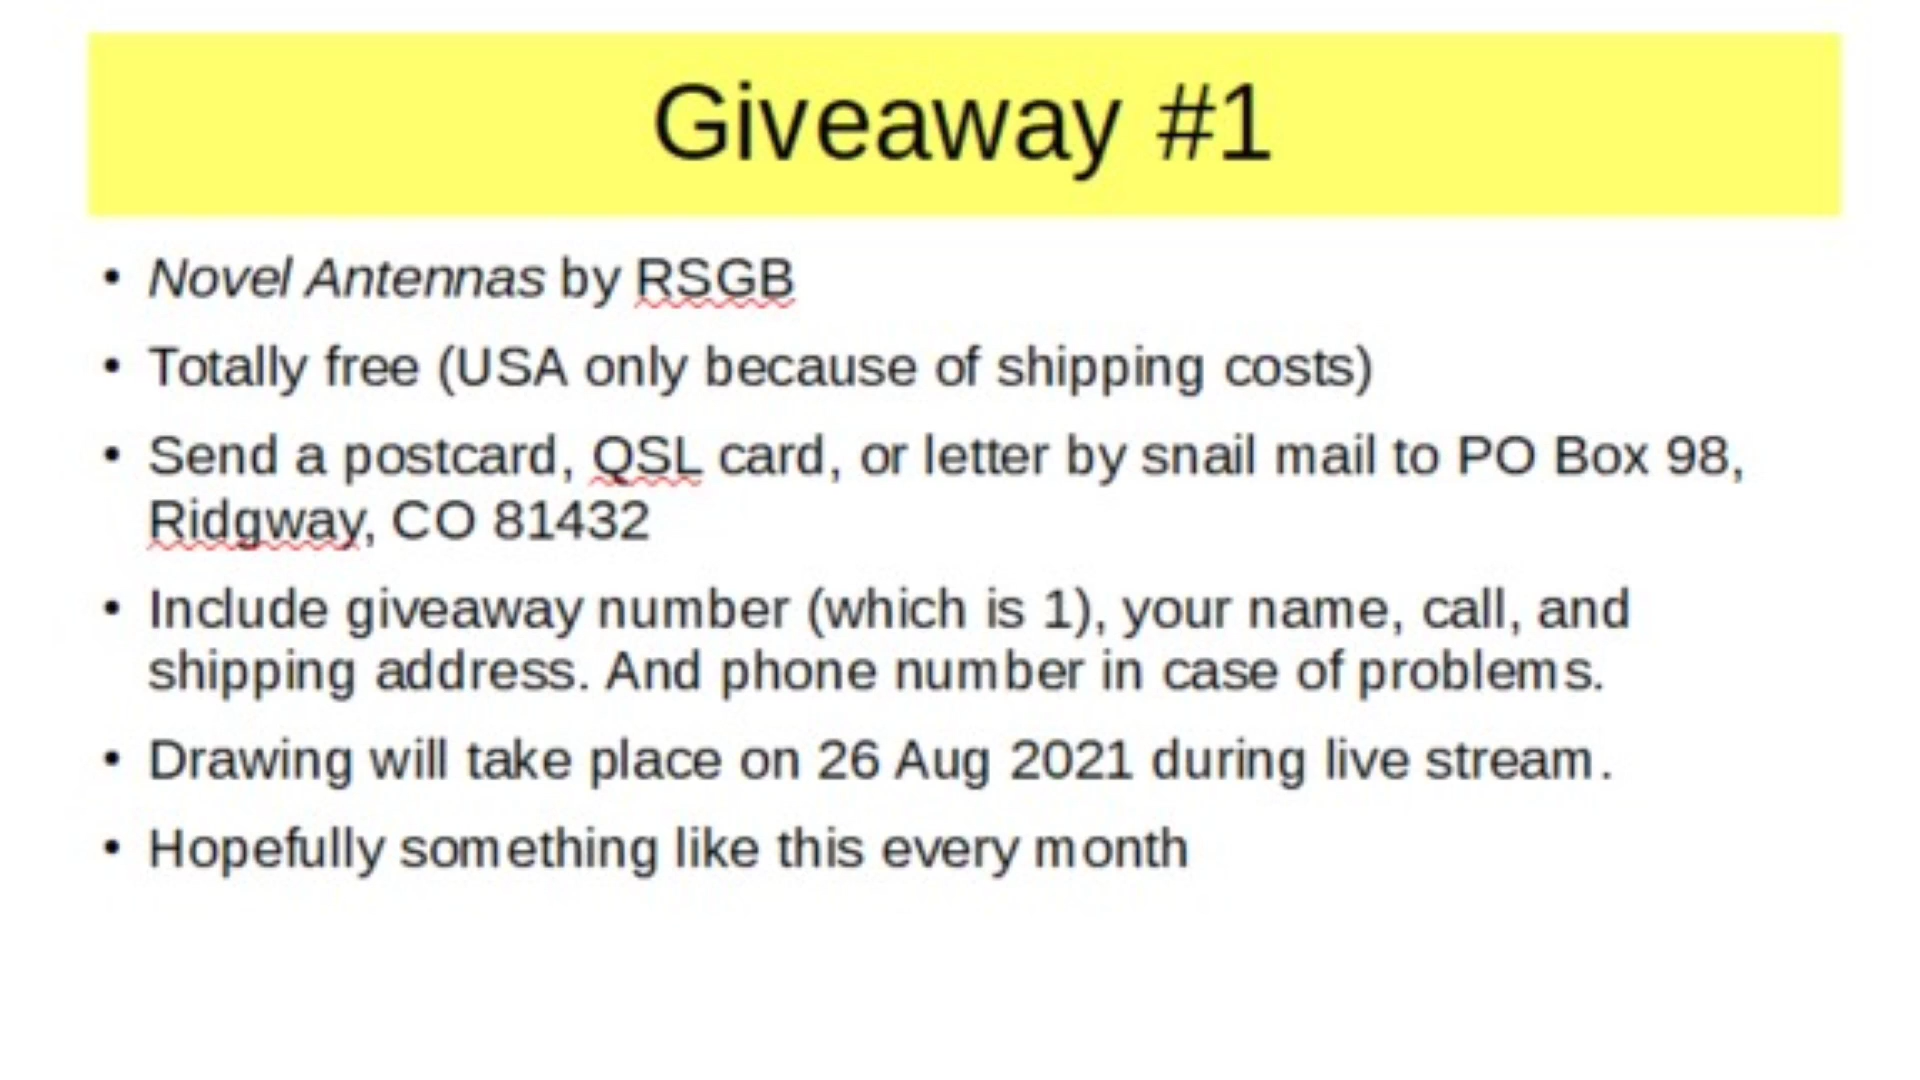 Giveaway #1
• Novel Antennas by RSGB
• Totally free (USA only because of shipping costs)
• Send a postcard, QSL card, or letter by snail mail to PO Box 98,
Ridgway, CO 81432
• Include giveaway number (which is 1), your name, call, and
shipping address. And phone number in case of problems.
• Drawing will take place on 26 Aug 2021 during live stream.
• Hopefully something like this every month